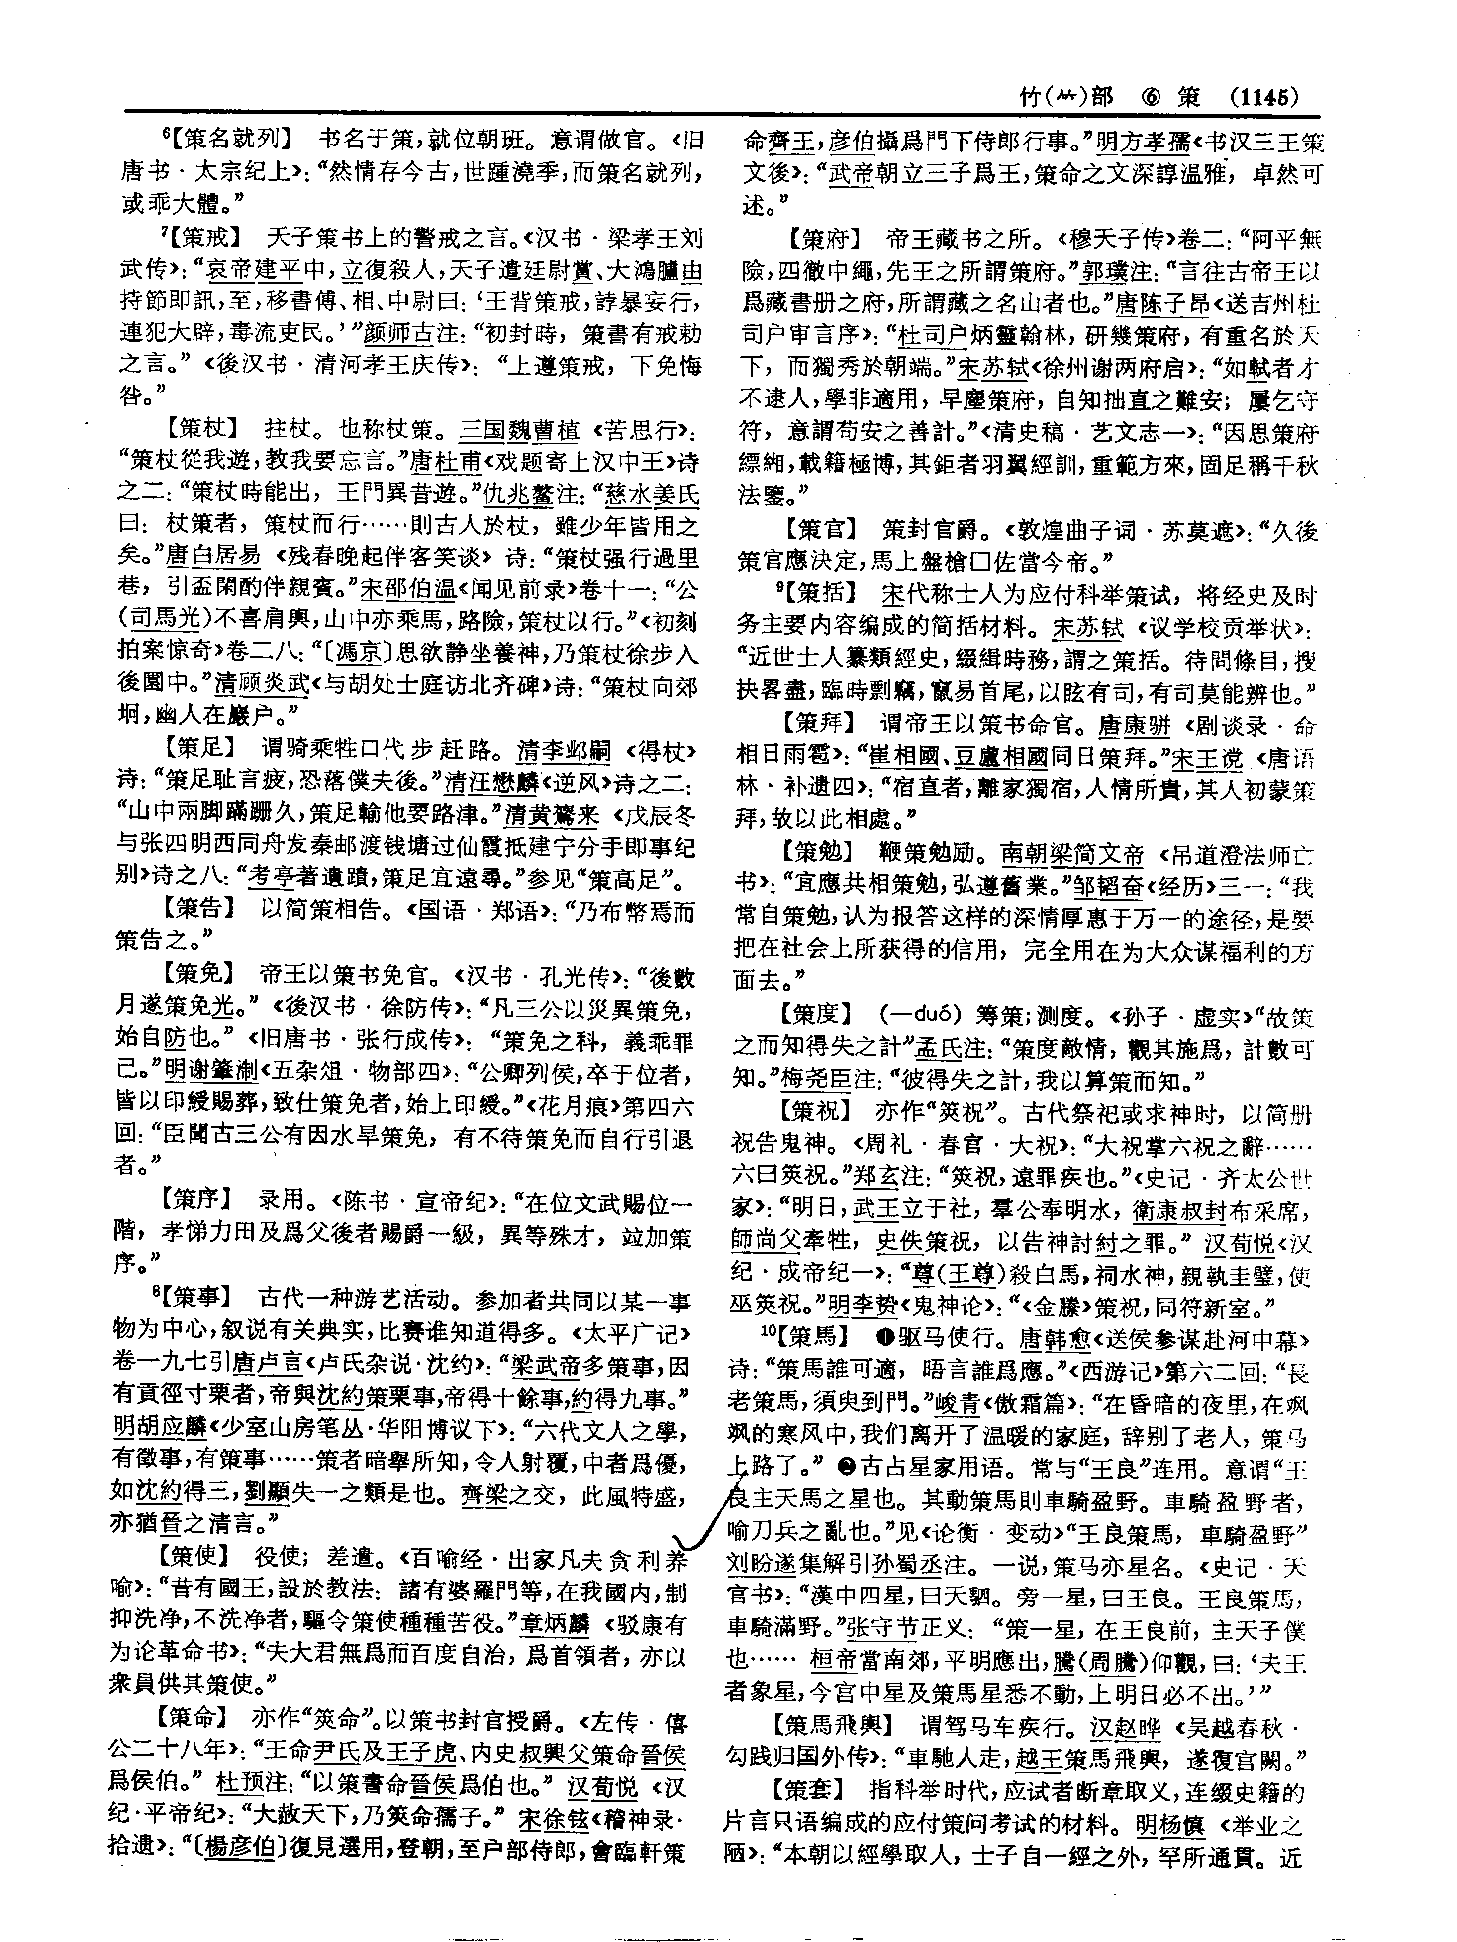 竹(⺮)部 ⑥ 策 (1145)
⁶【策名就列】 书名于策，就位朝班。意谓做官。《旧
唐书·太宗纪上》：“然情存今古，世踵澆季，而策名就列，
或乖大體。”
⁷【策戒】 天子策书上的警戒之言。《汉书·梁孝王刘
武传》：“哀帝建平中，立復殺人，天子遣廷尉賞、大鴻臚由
持節即訊，至，移書傅、相、中尉曰：‘王背策戒，誖暴妄行，
連犯大辟，毒流吏民。’”颜师古注：“初封時，策書有戒勅
之言。”《後汉书·清河孝王庆传》：“上遵策戒，下免悔
咎。”
【策杖】 拄杖。也称杖策。三国魏曹植《苦思行》：
“策杖從我遊，教我要忘言。”唐杜甫《戏题寄上汉中王》诗
之二：“策杖時能出，王門異昔遊。”仇兆鳌注：“慈水姜氏
曰：杖策者，策杖而行……則古人於杖，雖少年皆用之
矣。”唐白居易《残春晚起伴客笑谈》诗：“策杖强行過里
巷，引盃閑酌伴親賓。”宋邵伯温《闻见前录》卷十一：“公
(司馬光)不喜肩輿，山中亦乘馬，路險，策杖以行。”《初刻
拍案惊奇》卷二八：“〔馮京〕思欲静坐養神，乃策杖徐步入
後園中。”清顾炎武《与胡处士庭访北齐碑》诗：“策杖向郊
坰，幽人在巖户。”
【策足】 谓骑乘牲口代步赶路。清李邺嗣《得杖》
诗：“策足耻言疲，恐落僕夫後。”清汪懋麟《逆风》诗之二：
“山中兩脚蹣跚久，策足輸他要路津。”清黄鷟来《戊辰冬
与张四明西同舟发秦邮渡钱塘过仙霞抵建宁分手即事纪
别》诗之八：“考亭著遺蹟，策足宜遠尋。”参见“策高足”。
【策告】 以简策相告。《国语·郑语》：“乃布幣焉而
策告之。”
【策免】 帝王以策书免官。《汉书·孔光传》：“後數
月遂策免光。”《後汉书·徐防传》：“凡三公以災異策免，
始自防也。”《旧唐书·张行成传》：“策免之科，義乖罪
己。”明谢肇淛《五杂俎·物部四》：“公卿列侯，卒于位者，
皆以印綬賜葬，致仕策免者，始上印綬。”《花月痕》第四六
回：“臣聞古三公有因水旱策免，有不待策免而自行引退
者。”
【策序】 录用。《陈书·宣帝纪》：“在位文武賜位一
階，孝悌力田及爲父後者賜爵一級，異等殊才，竝加策
序。”
⁸【策事】 古代一种游艺活动。参加者共同以某一事
物为中心，叙说有关典实，比赛谁知道得多。《太平广记》
卷一九七引唐卢言《卢氏杂说·沈约》：“梁武帝多策事，因
有貢徑寸栗者，帝與沈約策栗事，帝得十餘事，約得九事。”
明胡应麟《少室山房笔丛·华阳博议下》：“六代文人之學，
有徵事，有策事……策者暗舉所知，令人射覆，中者爲優，
如沈約得三，劉顯失一之類是也。齊梁之交，此風特盛，
亦猶晉之清言。”
【策使】 役使；差遣。《百喻经·出家凡夫贪利养
喻》：“昔有國王，設於教法：諸有婆羅門等，在我國内，制
抑洗净，不洗净者，驅令策使種種苦役。”章炳麟《驳康有
为论革命书》：“夫大君無爲而百度自治，爲首領者，亦以
衆員供其策使。”
【策命】 亦作“筴命”。以策书封官授爵。《左传·僖
公二十八年》：“王命尹氏及王子虎、内史叔興父策命晉侯
爲侯伯。”杜预注：“以策書命晉侯爲伯也。”汉荀悦《汉
纪·平帝纪》：“大赦天下，乃筴命孺子。”宋徐铉《稽神录·
拾遗》：“〔楊彦伯〕復見選用，登朝，至户部侍郎，會臨軒策
命齊王，彦伯攝爲門下侍郎行事。”明方孝孺《书汉三王策
文後》：“武帝朝立三子爲王，策命之文深諄温雅，卓然可
述。”
【策府】 帝王藏书之所。《穆天子传》卷二：“阿平無
險，四徹中繩，先王之所謂策府。”郭璞注：“言往古帝王以
爲藏書册之府，所謂藏之名山者也。”唐陈子昂《送吉州杜
司户审言序》：“杜司户炳靈翰林，研幾策府，有重名於天
下，而獨秀於朝端。”宋苏轼《徐州谢两府启》：“如軾者才
不逮人，學非適用，早塵策府，自知拙直之難安；屢乞守
符，意謂苟安之善計。”《清史稿·艺文志一》：“因思策府
縹緗，載籍極博，其鉅者羽翼經訓，垂範方來，固足稱千秋
法鑒。”
【策官】 策封官爵。《敦煌曲子词·苏莫遮》：“久後
策官應决定，馬上盤槍□佐當今帝。”
⁹【策括】 宋代称士人为应付科举策试，将经史及时
务主要内容编成的简括材料。宋苏轼《议学校贡举状》：
“近世士人纂類經史，綴緝時務，謂之策括。待問條目，搜
抉畧盡，臨時剽竊，竄易首尾，以眩有司，有司莫能辨也。”
【策拜】 谓帝王以策书命官。唐康骈《剧谈录·命
相日雨雹》：“崔相國、豆盧相國同日策拜。”宋王谠《唐语
林·补遗四》：“宿直者，離家獨宿，人情所貴，其人初蒙策
拜，故以此相處。”
【策勉】 鞭策勉励。南朝梁简文帝《吊道澄法师亡
书》：“宜應共相策勉，弘遵舊業。”邹韬奋《经历》三一：“我
常自策勉，认为报答这样的深情厚惠于万一的途径，是要
把在社会上所获得的信用，完全用在为大众谋福利的方
面去。”
【策度】 (—duó) 筹策；测度。《孙子·虚实》“故策
之而知得失之計”孟氏注：“策度敵情，觀其施爲，計數可
知。”梅尧臣注：“彼得失之計，我以算策而知。”
【策祝】 亦作“筴祝”。古代祭祀或求神时，以简册
祝告鬼神。《周礼·春官·大祝》：“大祝掌六祝之辭……
六曰筴祝。”郑玄注：“筴祝，遠罪疾也。”《史记·齐太公世
家》：“明日，武王立于社，羣公奉明水，衛康叔封布采席，
師尚父牽牲，史佚策祝，以告神討紂之罪。”汉荀悦《汉
纪·成帝纪一》：“尊(王尊)殺白馬，祠水神，親執圭璧，使
巫筴祝。”明李贽《鬼神论》：“《金縢》策祝，同符新室。”
¹⁰【策馬】 ❶驱马使行。唐韩愈《送侯参谋赴河中幕》
诗：“策馬誰可適，晤言誰爲應。”《西游记》第六二回：“長
老策馬，須臾到門。”峻青《傲霜篇》：“在昏暗的夜里，在飒
飒的寒风中，我们离开了温暖的家庭，辞别了老人，策马
上路了。”❷古占星家用语。常与“王良”连用。意谓“王
良主天馬之星也。其動策馬則車騎盈野。車騎盈野者，
喻刀兵之亂也。”见《论衡·变动》“王良策馬，車騎盈野”
刘盼遂集解引孙蜀丞注。一说，策马亦星名。《史记·天
官书》：“漢中四星，曰天駟。旁一星，曰王良。王良策馬，
車騎滿野。”张守节正义：“策一星，在王良前，主天子僕
也……桓帝當南郊，平明應出，騰(周騰)仰觀，曰：‘夫王
者象星，今宫中星及策馬星悉不動，上明日必不出。’”
【策馬飛輿】 谓驾马车疾行。汉赵晔《吴越春秋·
勾践归国外传》：“車馳人走，越王策馬飛輿，遂復宫闕。”
【策套】 指科举时代，应试者断章取义，连缀史籍的
片言只语编成的应付策问考试的材料。明杨慎《举业之
陋》：“本朝以經學取人，士子自一經之外，罕所通貫。近